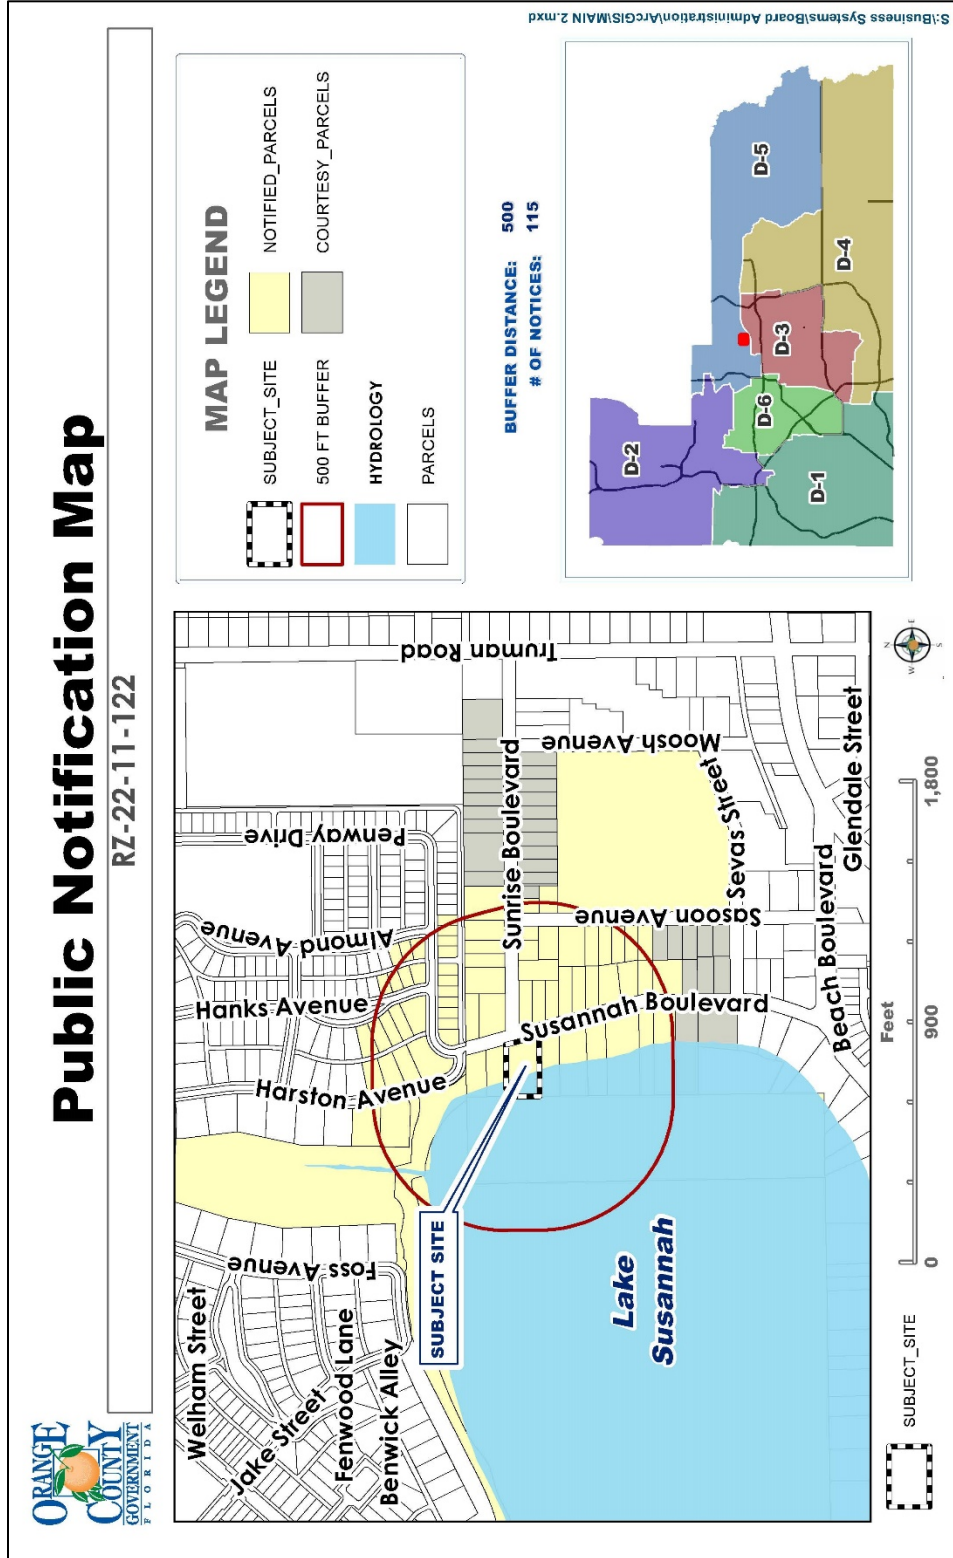 ORANGE
COUNTY
GOVERNMENT
FLORIDA
Public Notification Map
RZ-22-11-122
Welham Street
Jake Street
Fenwood Lane
Benwick Alley
Foss Avenue
Harston Avenue
Hanks Avenue
Almond Avenue
Penway Drive
Truman Road
SUBJECT SITE
Sunrise Boulevard
Susannah Boulevard
Sasoon Avenue
Moosh Avenue
Sevas Street
Beach Boulevard
Glendale Street
Lake
Susannah
MAP LEGEND
SUBJECT_SITE
NOTIFIED_PARCELS
500 FT BUFFER
COURTESY_PARCELS
HYDROLOGY
PARCELS
BUFFER DISTANCE: 500
# OF NOTICES: 115
D-2
D-5
D-6
D-3
D-4
D-1
SUBJECT_SITE
Feet
0 900 1,800
N
W E
S
S:\Business Systems\Board Administration\ArcGIS\MAIN 2.mxd